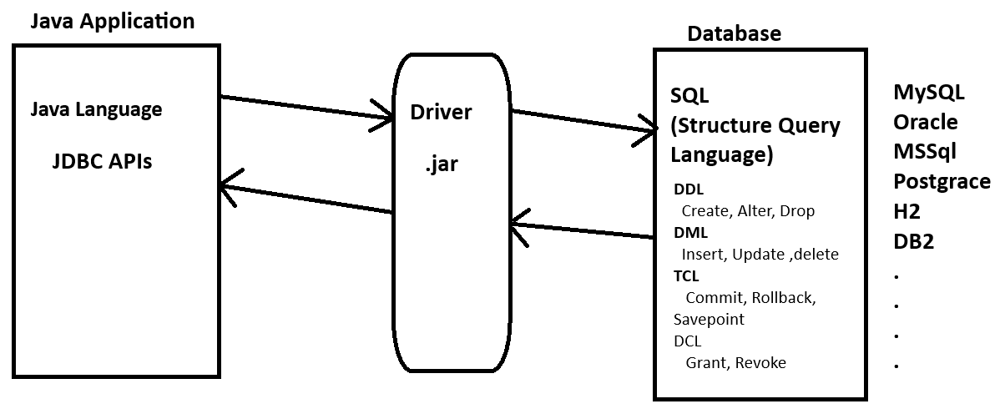 Java Application
Java Language
JDBC APIs
Driver
.jar
Database
SQL
(Structure Query
Language)
DDL
Create, Alter, Drop
DML
Insert, Update ,delete
TCL
Commit, Rollback,
Savepoint
DCL
Grant, Revoke
MySQL
Oracle
MSSql
Postgrace
H2
DB2
.
.
.
.